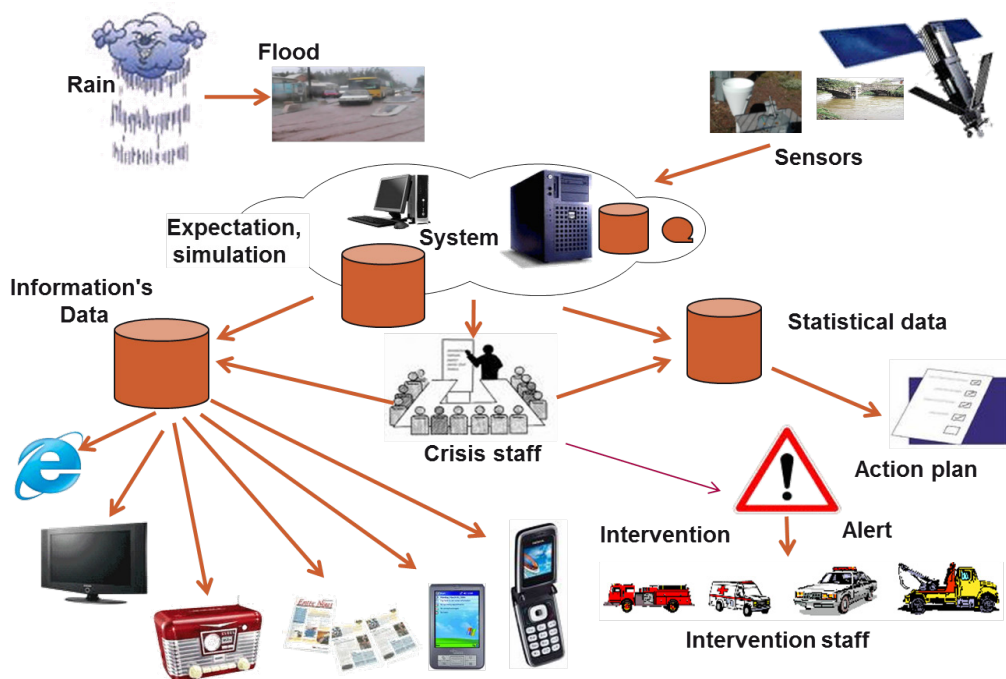 Rain
Flood
Sensors
Expectation,
simulation
System
Information's
Data
Statistical data
Crisis staff
Action plan
Intervention
Alert
Intervention staff